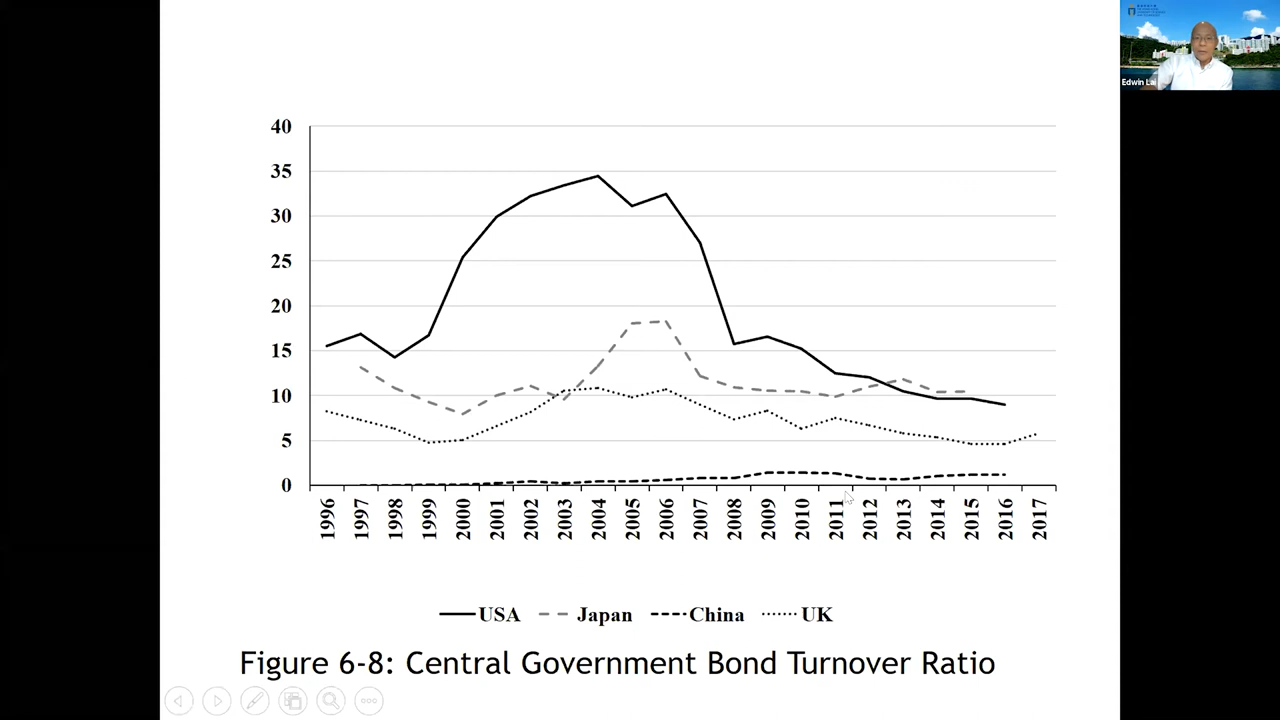 Edwin Lai
40
35
30
25
20
15
10
5
0
1996 1997 1998 1999 2000 2001 2002 2003 2004 2005 2006 2007 2008 2009 2010 2011 2012 2013 2014 2015 2016 2017
USA Japan China UK
Figure 6-8: Central Government Bond Turnover Ratio